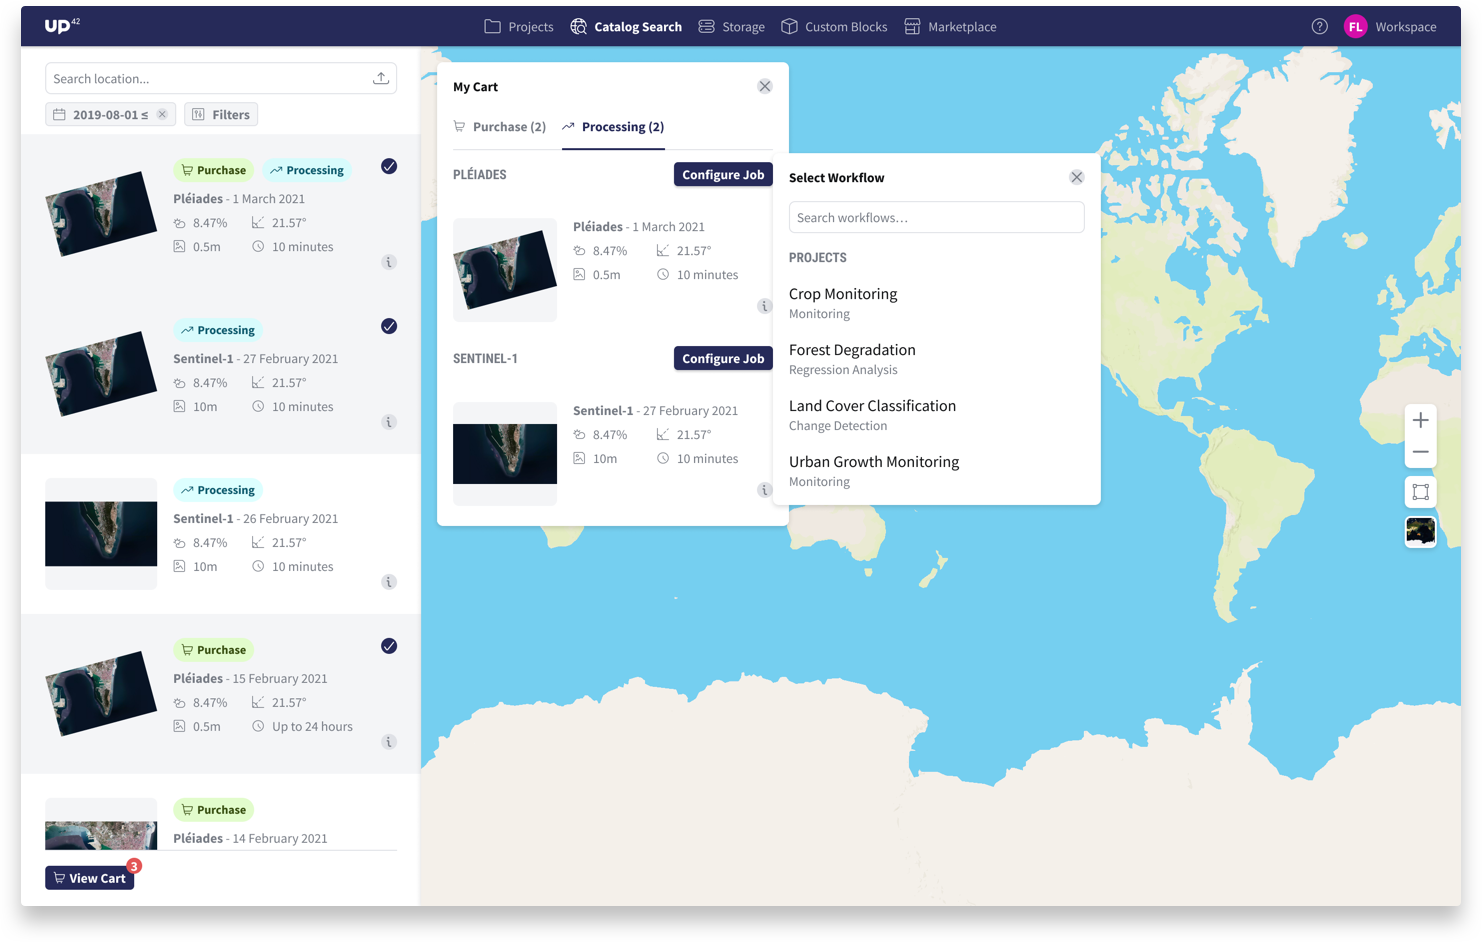 up42
Projects
Catalog Search
Storage
Custom Blocks
Marketplace
?
FL
Workspace
Search location...
2019-08-01 ≤
Filters
Purchase
Processing
Pléiades - 1 March 2021
8.47%
21.57°
0.5m
10 minutes
i
Processing
Sentinel-1 - 27 February 2021
8.47%
21.57°
10m
10 minutes
i
Processing
Sentinel-1 - 26 February 2021
8.47%
21.57°
10m
10 minutes
i
Purchase
Pléiades - 15 February 2021
8.47%
21.57°
0.5m
Up to 24 hours
i
Purchase
Pléiades - 14 February 2021
View Cart
3
My Cart
Purchase (2)
Processing (2)
PLÉIADES
Configure Job
Pléiades - 1 March 2021
8.47%
21.57°
0.5m
10 minutes
i
SENTINEL-1
Configure Job
Sentinel-1 - 27 February 2021
8.47%
21.57°
10m
10 minutes
i
Select Workflow
Search workflows...
PROJECTS
Crop Monitoring
Monitoring
Forest Degradation
Regression Analysis
Land Cover Classification
Change Detection
Urban Growth Monitoring
Monitoring